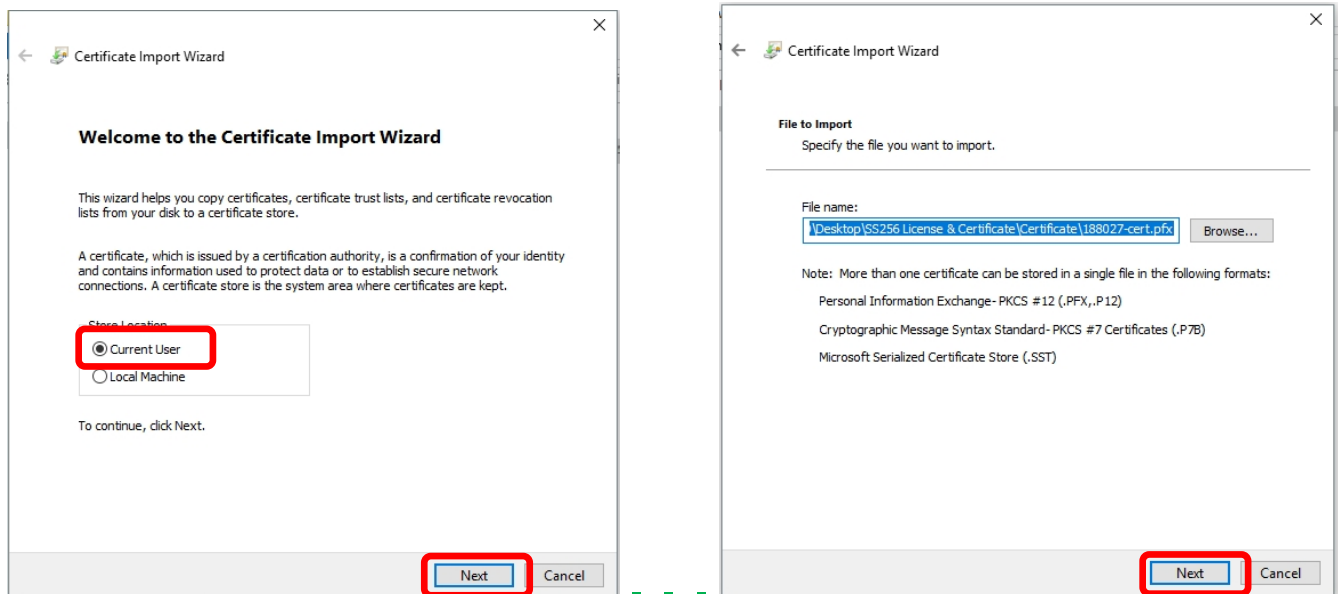 Certificate Import Wizard
Welcome to the Certificate Import Wizard
This wizard helps you copy certificates, certificate trust lists, and certificate revocation
lists from your disk to a certificate store.
A certificate, which is issued by a certification authority, is a confirmation of your identity
and contains information used to protect data or to establish secure network
connections. A certificate store is the system area where certificates are kept.
Store Location
Current User
Local Machine
To continue, click Next.
Next
Cancel
Certificate Import Wizard
File to Import
Specify the file you want to import.
File name:
\Desktop\SS256 License & Certificate\Certificate\188027-cert.pfx
Browse...
Note: More than one certificate can be stored in a single file in the following formats:
Personal Information Exchange- PKCS #12 (.PFX,.P12)
Cryptographic Message Syntax Standard- PKCS #7 Certificates (.P7B)
Microsoft Serialized Certificate Store (.SST)
Next
Cancel